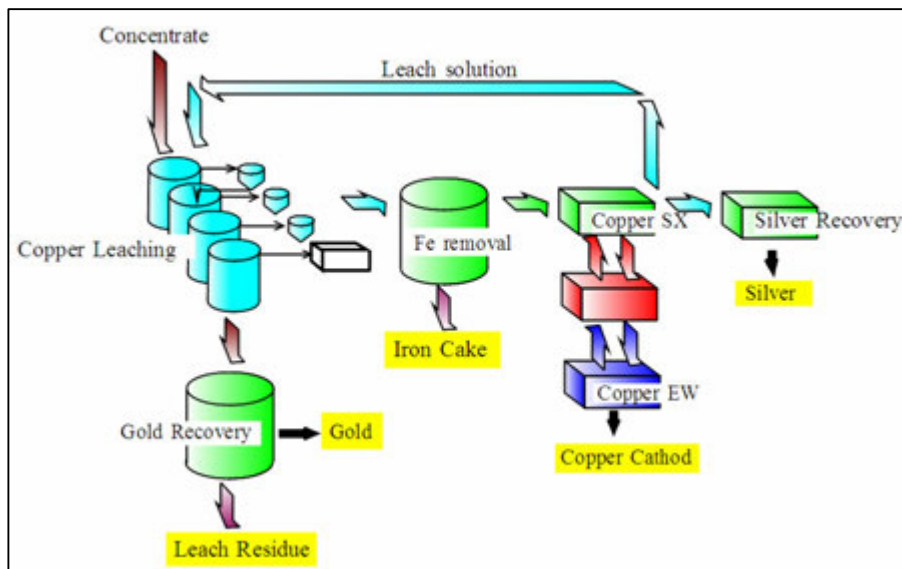 Concentrate
Leach solution
Copper SX
Silver Recovery
Copper Leaching
Fe removal
Silver
Iron Cake
Copper EW
Gold Recovery
Gold
Copper Cathod
Leach Residue